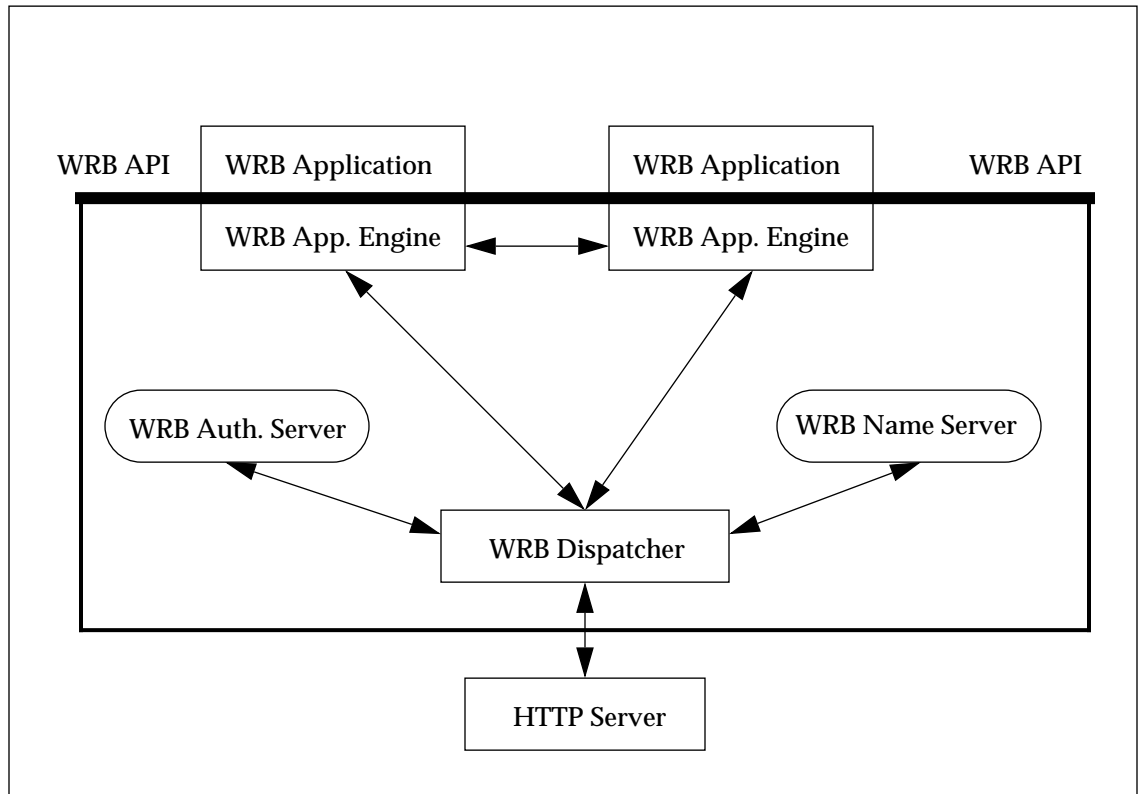 WRB API
WRB Application
WRB Application
WRB API
WRB App. Engine
WRB App. Engine
WRB Auth. Server
WRB Name Server
WRB Dispatcher
HTTP Server